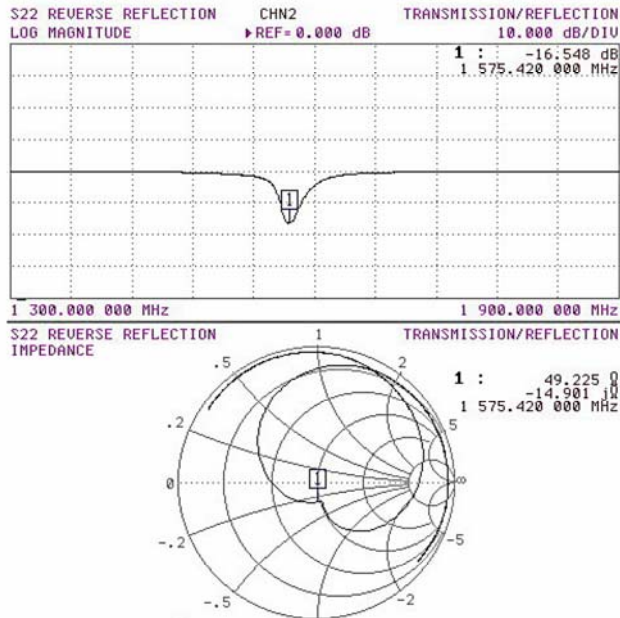 S22 REVERSE REFLECTION CHN2 TRANSMISSION/REFLECTION
LOG MAGNITUDE ▶REF= 0.000 dB 10.000 dB/DIV
1 : -16.548 dB
1 575.420 000 MHz
1
1 300.000 000 MHz 1 900.000 000 MHz
S22 REVERSE REFLECTION TRANSMISSION/REFLECTION
IMPEDANCE
1
.5 2
1 : 49.225 Ω
-14.901 jΩ
1 575.420 000 MHz
.2 5
1
0 ∞
-.2 -5
-.5 -2